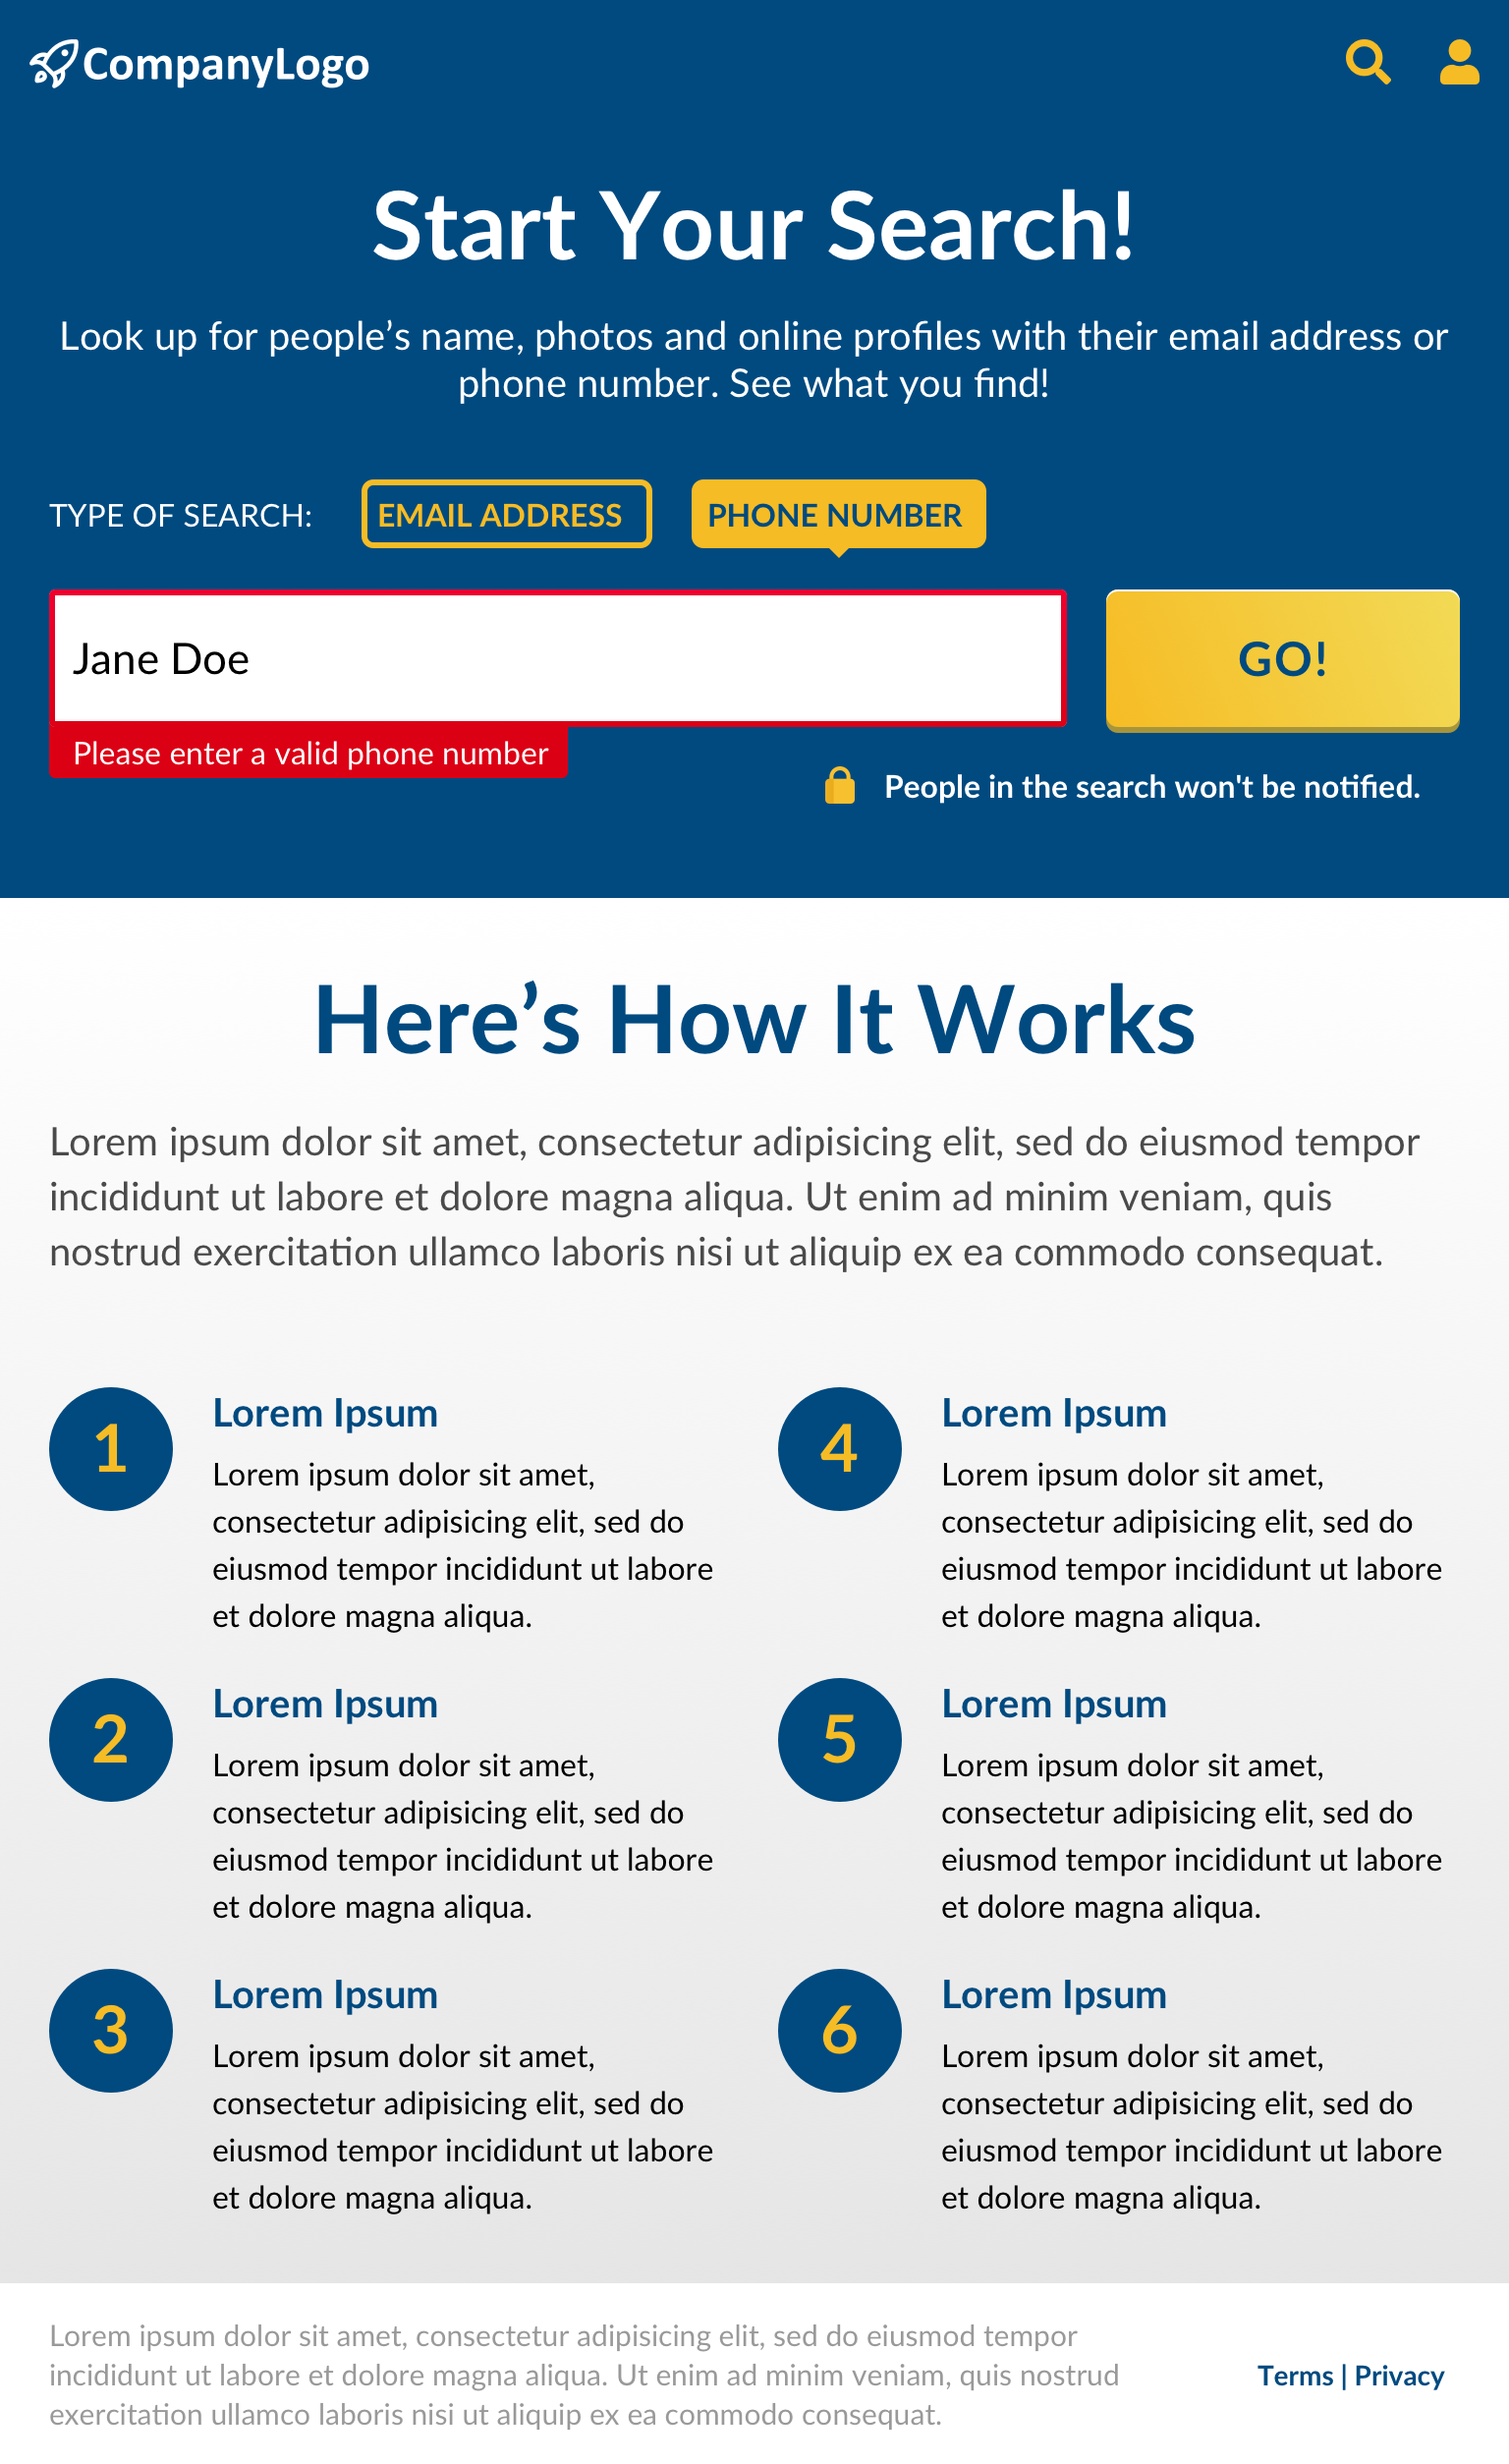 CompanyLogo
Start Your Search!
Look up for people’s name, photos and online profiles with their email address or
phone number. See what you find!
TYPE OF SEARCH:
EMAIL ADDRESS
PHONE NUMBER
Jane Doe
GO!
Please enter a valid phone number
People in the search won't be notified.
Here’s How It Works
Lorem ipsum dolor sit amet, consectetur adipisicing elit, sed do eiusmod tempor
incididunt ut labore et dolore magna aliqua. Ut enim ad minim veniam, quis
nostrud exercitation ullamco laboris nisi ut aliquip ex ea commodo consequat.
1
Lorem Ipsum
Lorem ipsum dolor sit amet,
consectetur adipisicing elit, sed do
eiusmod tempor incididunt ut labore
et dolore magna aliqua.
2
Lorem Ipsum
Lorem ipsum dolor sit amet,
consectetur adipisicing elit, sed do
eiusmod tempor incididunt ut labore
et dolore magna aliqua.
3
Lorem Ipsum
Lorem ipsum dolor sit amet,
consectetur adipisicing elit, sed do
eiusmod tempor incididunt ut labore
et dolore magna aliqua.
4
Lorem Ipsum
Lorem ipsum dolor sit amet,
consectetur adipisicing elit, sed do
eiusmod tempor incididunt ut labore
et dolore magna aliqua.
5
Lorem Ipsum
Lorem ipsum dolor sit amet,
consectetur adipisicing elit, sed do
eiusmod tempor incididunt ut labore
et dolore magna aliqua.
6
Lorem Ipsum
Lorem ipsum dolor sit amet,
consectetur adipisicing elit, sed do
eiusmod tempor incididunt ut labore
et dolore magna aliqua.
Lorem ipsum dolor sit amet, consectetur adipisicing elit, sed do eiusmod tempor
incididunt ut labore et dolore magna aliqua. Ut enim ad minim veniam, quis nostrud
exercitation ullamco laboris nisi ut aliquip ex ea commodo consequat.
Terms | Privacy